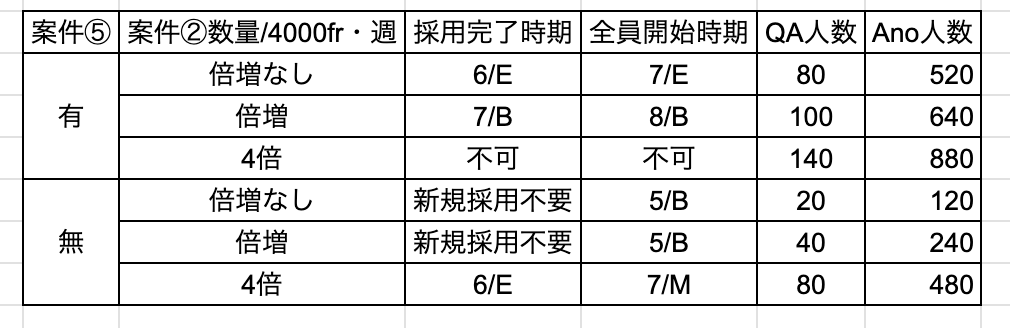 案件⑤ 案件②数量/4000fr・週 採用完了時期 全員開始時期 QA人数 Ano人数
有 倍増なし 6/E 7/E 80 520
倍増 7/B 8/B 100 640
4倍 不可 不可 140 880
無 倍増なし 新規採用不要 5/B 20 120
倍増 新規採用不要 5/B 40 240
4倍 6/E 7/M 80 480